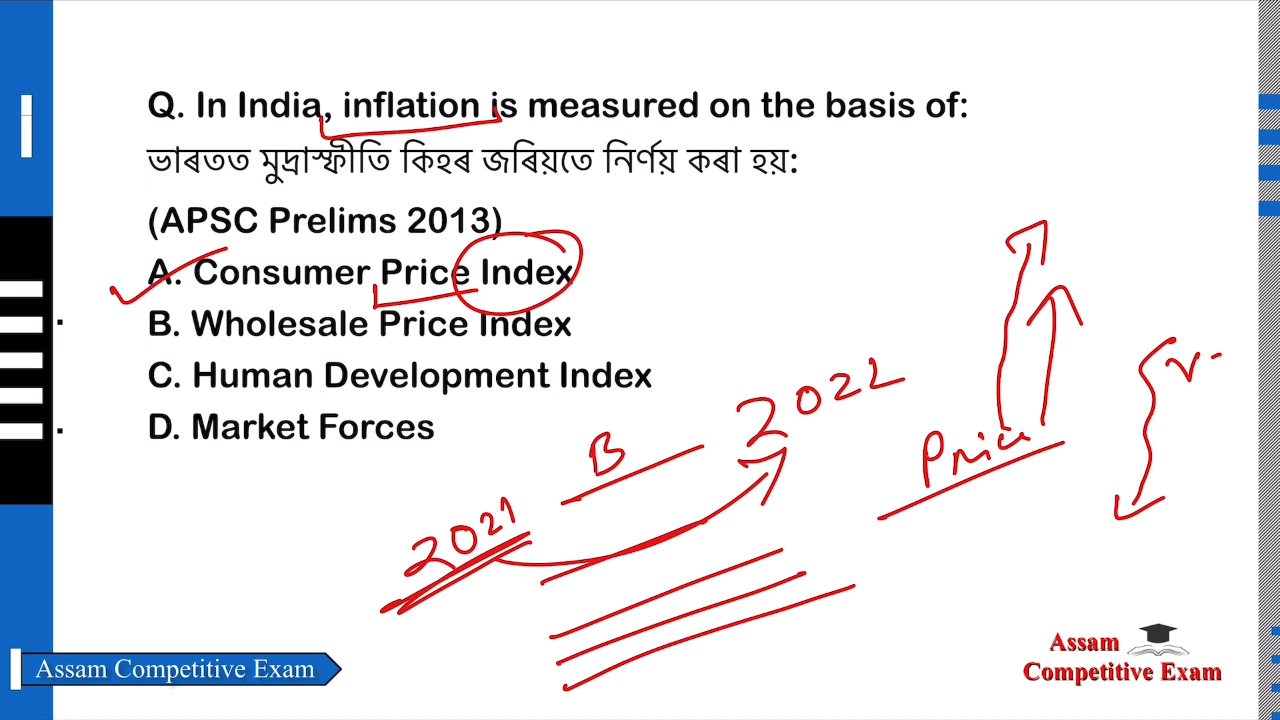 Q. In India, inflation is measured on the basis of:
ভাৰতত মুদ্ৰাস্ফীতি কিহৰ জৰিয়তে নিৰ্ণয় কৰা হয়:
(APSC Prelims 2013)
A. Consumer Price Index
B. Wholesale Price Index
C. Human Development Index
D. Market Forces
2022
B
Price
2021
Assam Competitive Exam
Assam
Competitive Exam